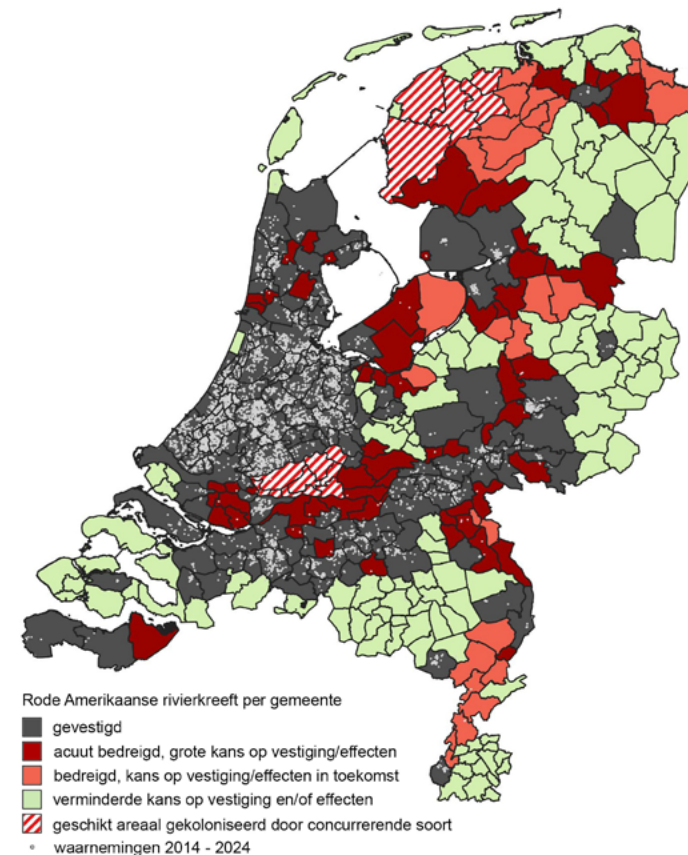 Rode Amerikaanse rivierkreeft per gemeente
gevestigd
acuut bedreigd, grote kans op vestiging/effecten
bedreigd, kans op vestiging/effecten in toekomst
verminderde kans op vestiging en/of effecten
geschikt areaal gekoloniseerd door concurrerende soort
waarnemingen 2014 - 2024